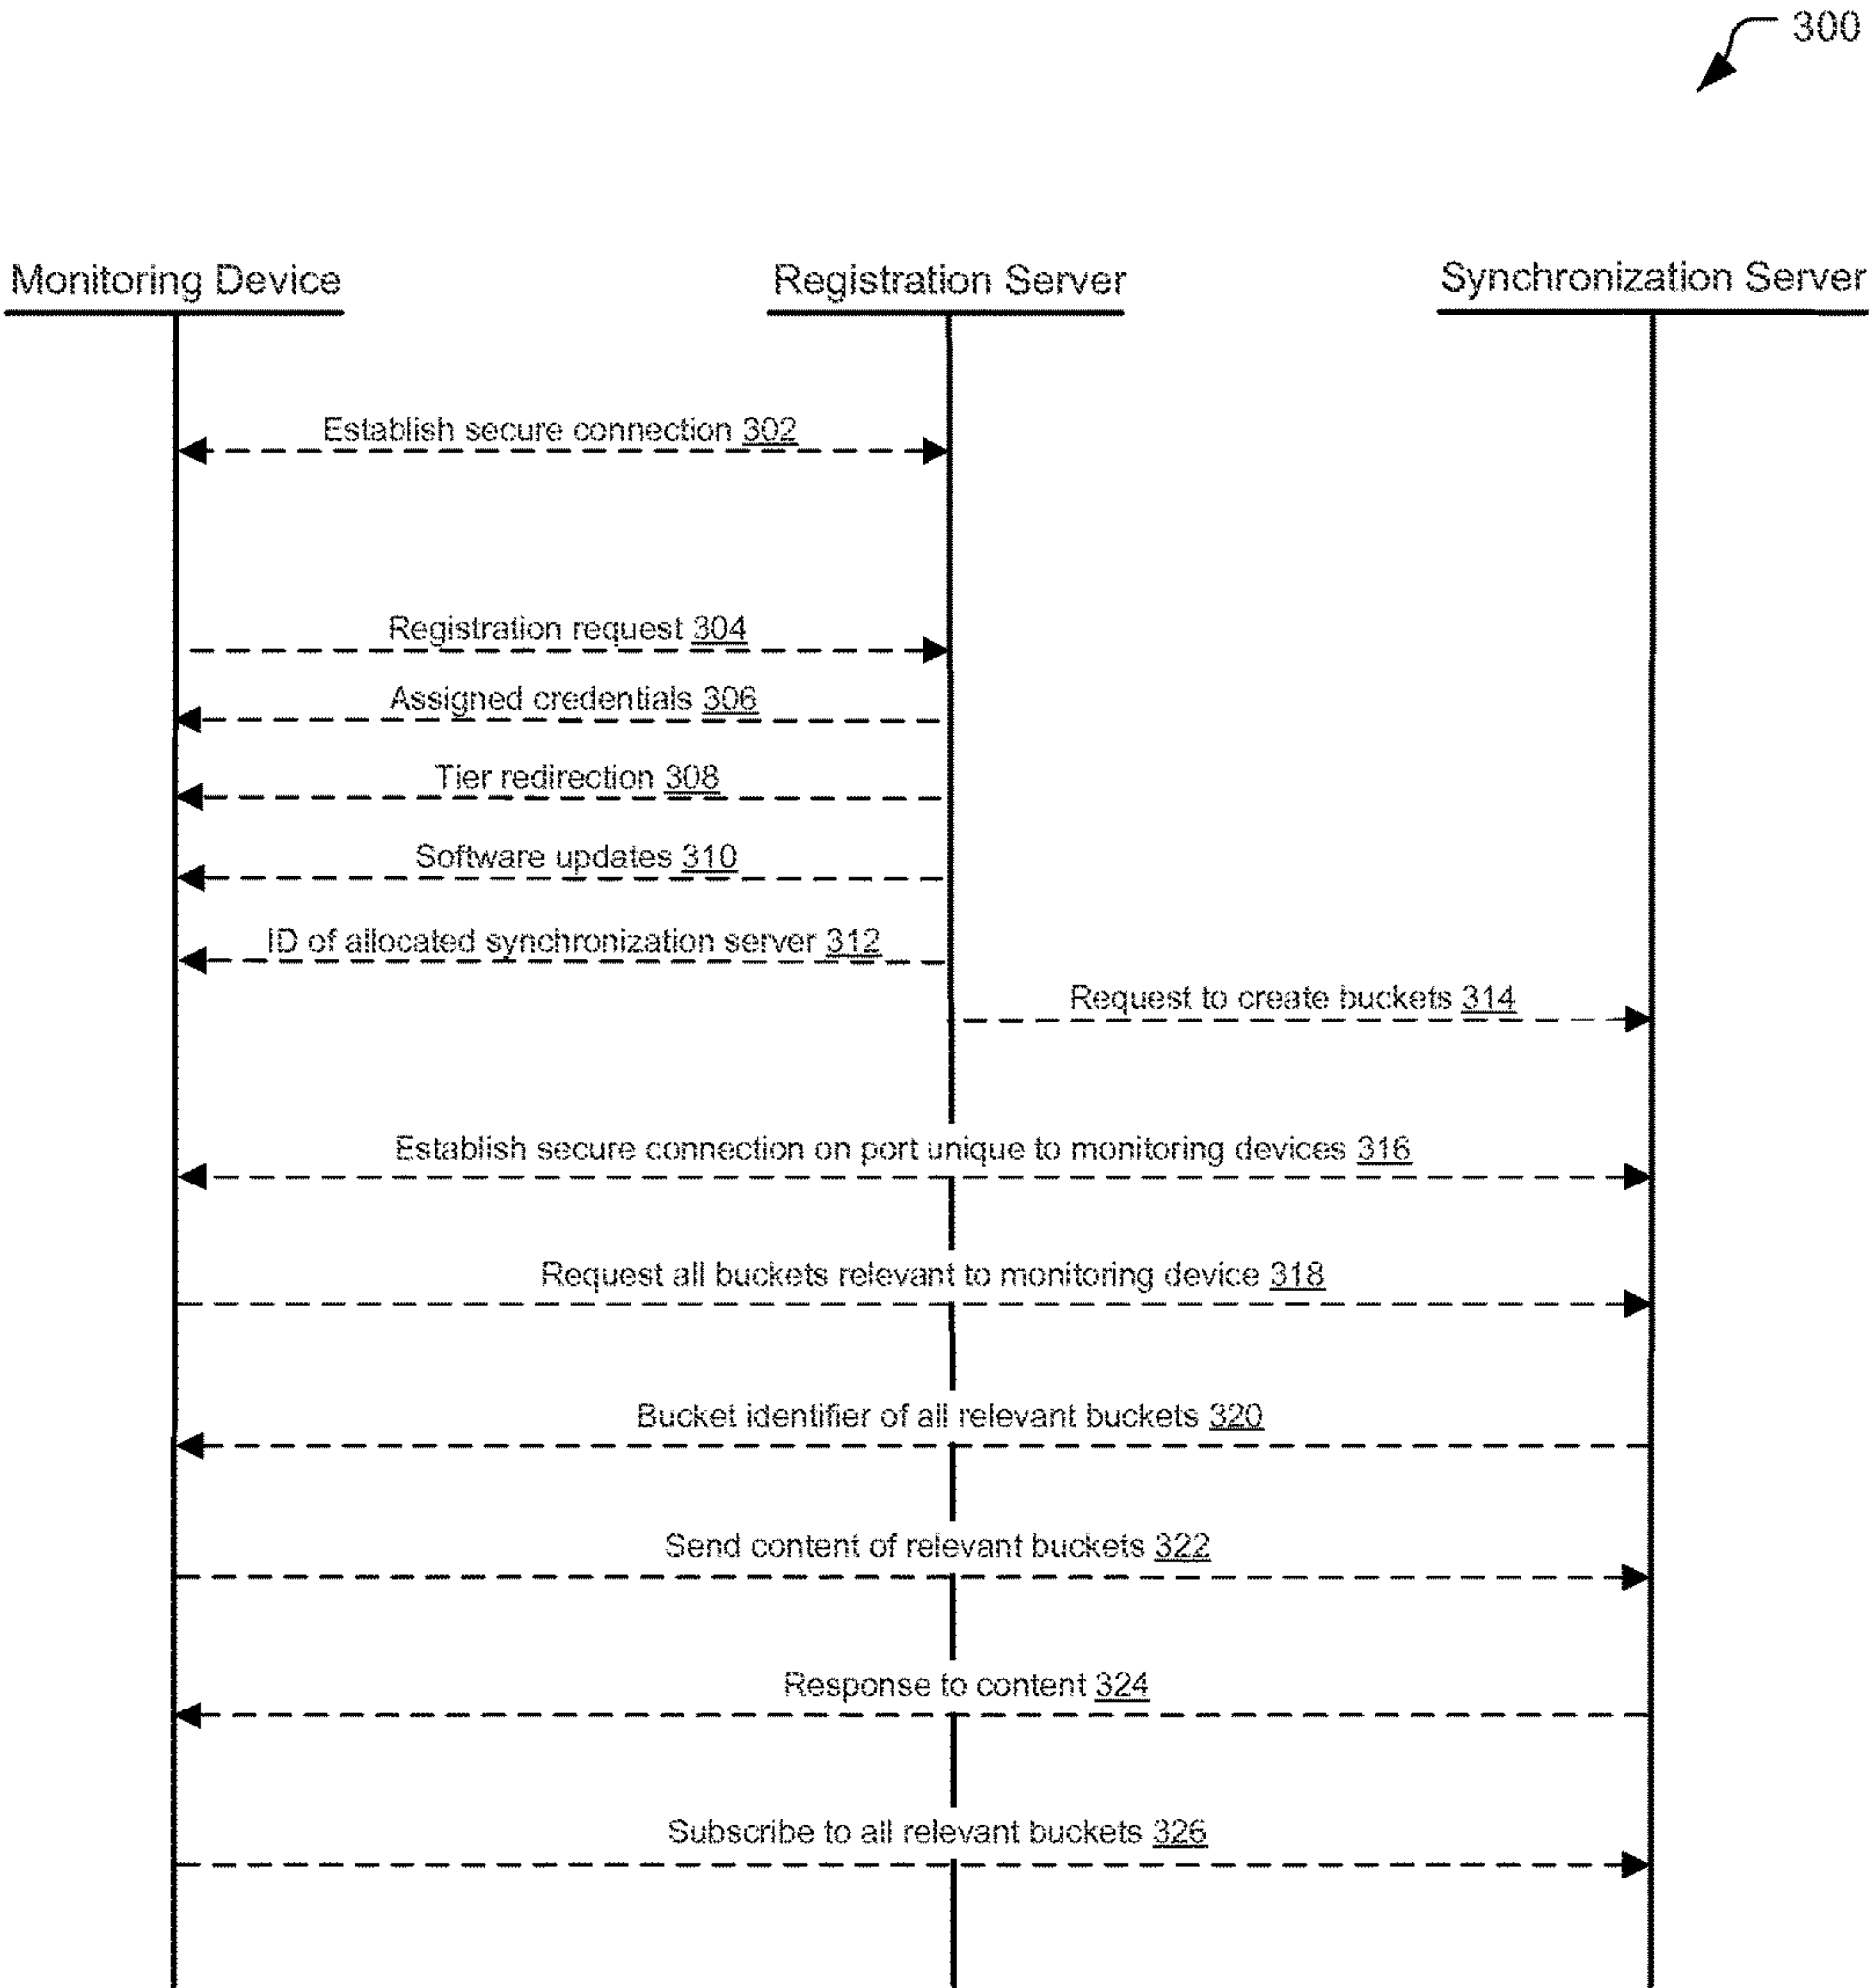 300
Monitoring Device
Registration Server
Synchronization Server
Establish secure connection 302
Registration request 304
Assigned credentials 306
Tier redirection 308
Software updates 310
ID of allocated synchronization server 312
Request to create buckets 314
Establish secure connection on port unique to monitoring devices 316
Request all buckets relevant to monitoring device 318
Bucket identifier of all relevant buckets 320
Send content of relevant buckets 322
Response to content 324
Subscribe to all relevant buckets 326